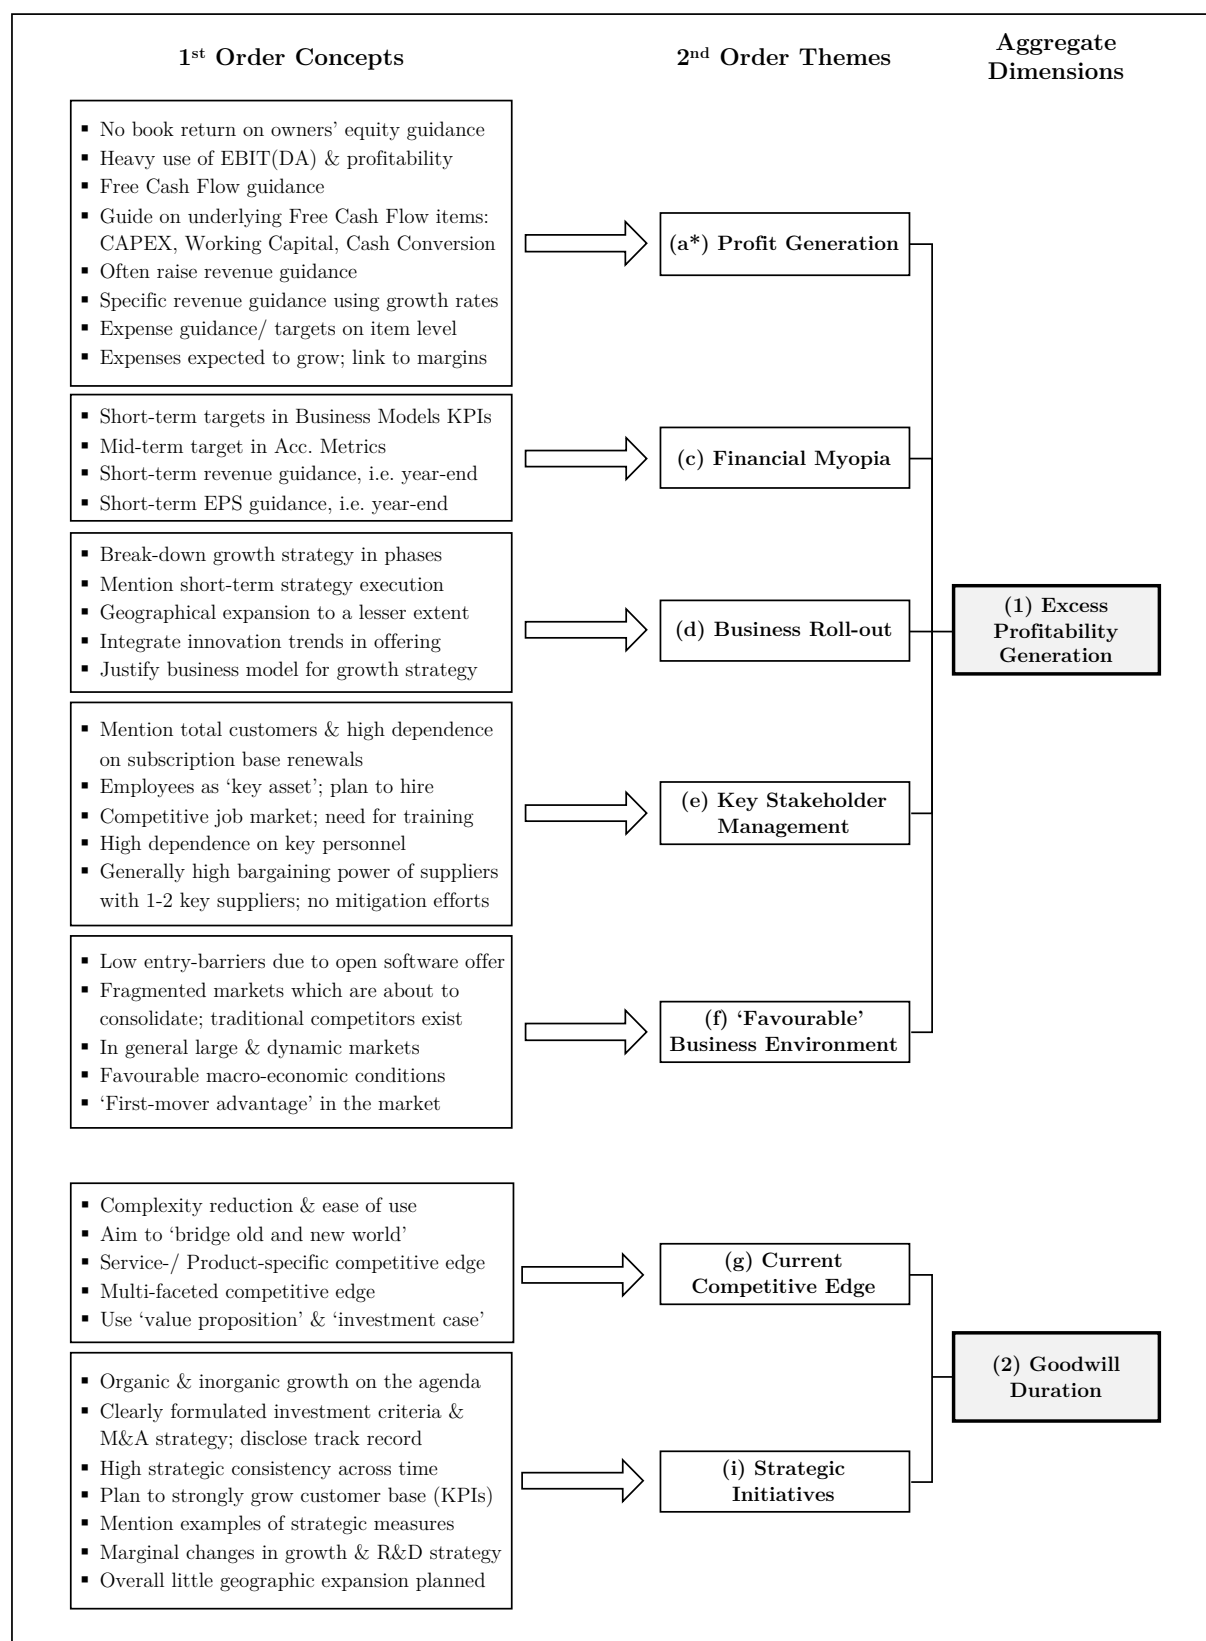 1st Order Concepts
2nd Order Themes
Aggregate
Dimensions
▪ No book return on owners’ equity guidance
▪ Heavy use of EBIT(DA) & profitability
▪ Free Cash Flow guidance
▪ Guide on underlying Free Cash Flow items:
CAPEX, Working Capital, Cash Conversion
▪ Often raise revenue guidance
▪ Specific revenue guidance using growth rates
▪ Expense guidance/ targets on item level
▪ Expenses expected to grow; link to margins
(a*) Profit Generation
▪ Short-term targets in Business Models KPIs
▪ Mid-term target in Acc. Metrics
▪ Short-term revenue guidance, i.e. year-end
▪ Short-term EPS guidance, i.e. year-end
(c) Financial Myopia
▪ Break-down growth strategy in phases
▪ Mention short-term strategy execution
▪ Geographical expansion to a lesser extent
▪ Integrate innovation trends in offering
▪ Justify business model for growth strategy
(d) Business Roll-out
(1) Excess
Profitability
Generation
▪ Mention total customers & high dependence
on subscription base renewals
▪ Employees as ‘key asset’; plan to hire
▪ Competitive job market; need for training
▪ High dependence on key personnel
▪ Generally high bargaining power of suppliers
with 1-2 key suppliers; no mitigation efforts
(e) Key Stakeholder
Management
▪ Low entry-barriers due to open software offer
▪ Fragmented markets which are about to
consolidate; traditional competitors exist
▪ In general large & dynamic markets
▪ Favourable macro-economic conditions
▪ ‘First-mover advantage’ in the market
(f) ‘Favourable’
Business Environment
▪ Complexity reduction & ease of use
▪ Aim to ‘bridge old and new world’
▪ Service-/ Product-specific competitive edge
▪ Multi-faceted competitive edge
▪ Use ‘value proposition’ & ‘investment case’
(g) Current
Competitive Edge
(2) Goodwill
Duration
▪ Organic & inorganic growth on the agenda
▪ Clearly formulated investment criteria &
M&A strategy; disclose track record
▪ High strategic consistency across time
▪ Plan to strongly grow customer base (KPIs)
▪ Mention examples of strategic measures
▪ Marginal changes in growth & R&D strategy
▪ Overall little geographic expansion planned
(i) Strategic
Initiatives